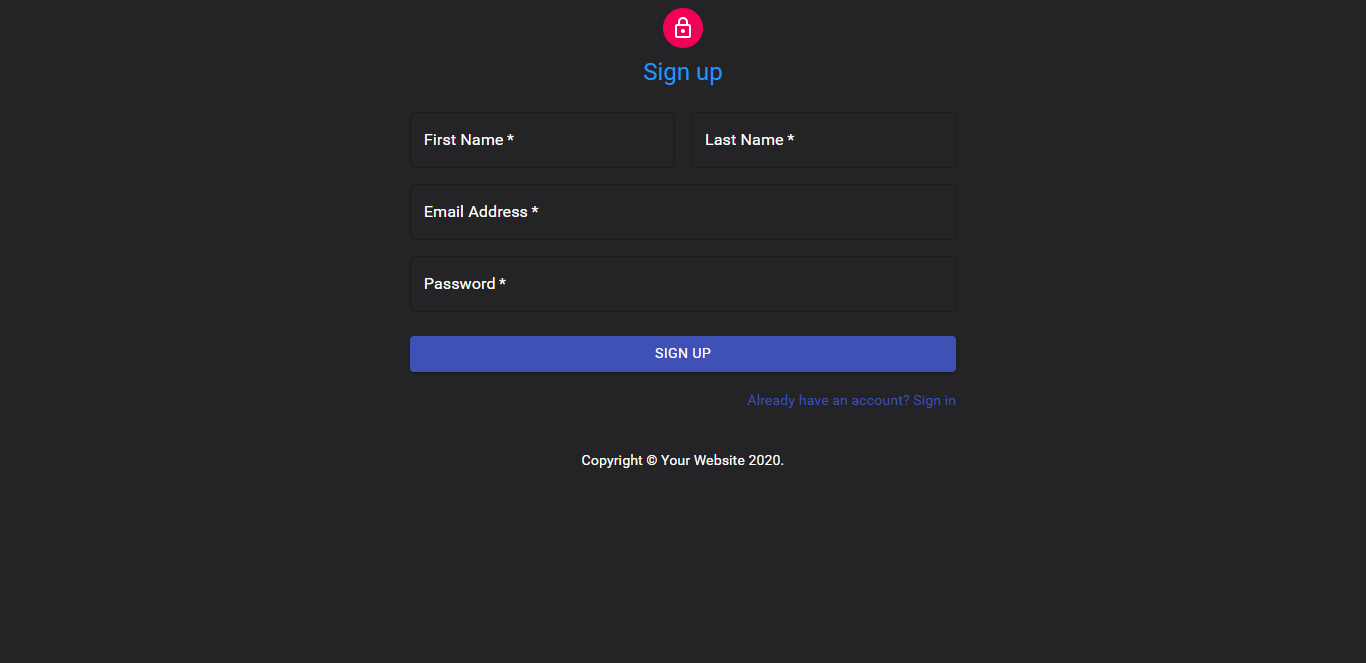 Sign up
First Name *
Last Name *
Email Address *
Password *
SIGN UP
Already have an account? Sign in
Copyright © Your Website 2020.